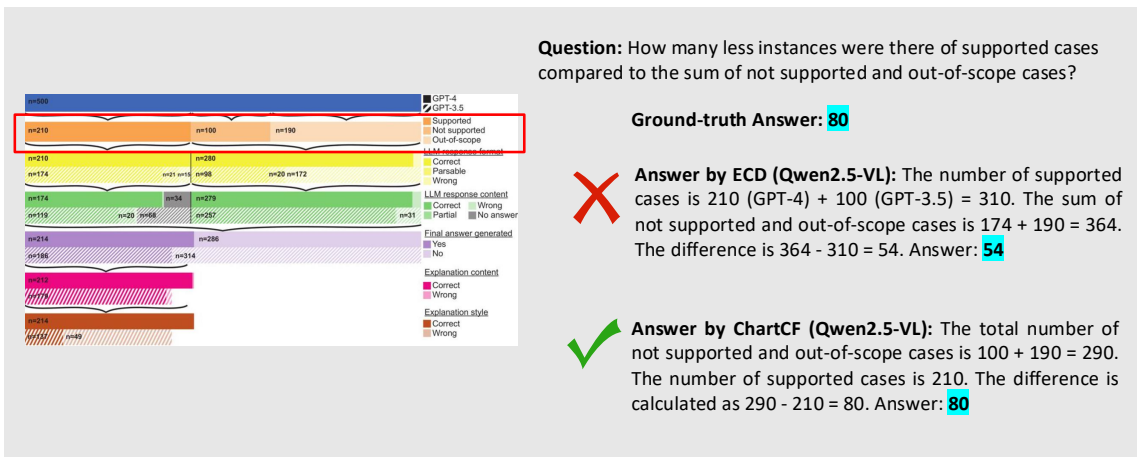 Question: How many less instances were there of supported cases
compared to the sum of not supported and out-of-scope cases?
Ground-truth Answer: 80
n=500
GPT-4
GPT-3.5
n=210 n=100 n=190
Supported
Not supported
Out-of-scope
n=210 n=280
n=174 n=21 n=15 n=98 n=20 n=172
LLM response format
Correct
Parsable
Wrong
n=174 n=34 n=279
n=119 n=20 n=68 n=257 n=31
LLM response content
Correct Wrong
Partial No answer
n=214 n=286
n=186 n=314
Final answer generated
Yes
No
n=212
Explanation content
Correct
Wrong
n=214
n=49
Explanation style
Correct
Wrong
Answer by ECD (Qwen2.5-VL): The number of supported
cases is 210 (GPT-4) + 100 (GPT-3.5) = 310. The sum of
not supported and out-of-scope cases is 174 + 190 = 364.
The difference is 364 - 310 = 54. Answer: 54
Answer by ChartCF (Qwen2.5-VL): The total number of
not supported and out-of-scope cases is 100 + 190 = 290.
The number of supported cases is 210. The difference is
calculated as 290 - 210 = 80. Answer: 80